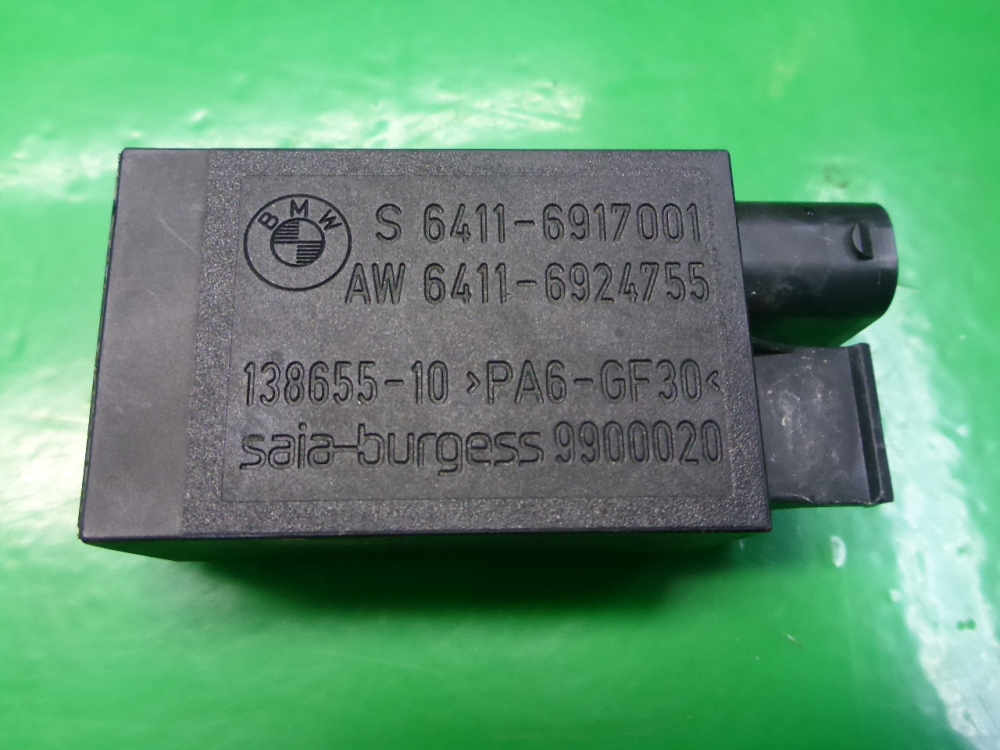 BMW
S 6411-6917001
AW 6411-6924755
138655-10 >PA6-GF30<
saia-burgess 9900020